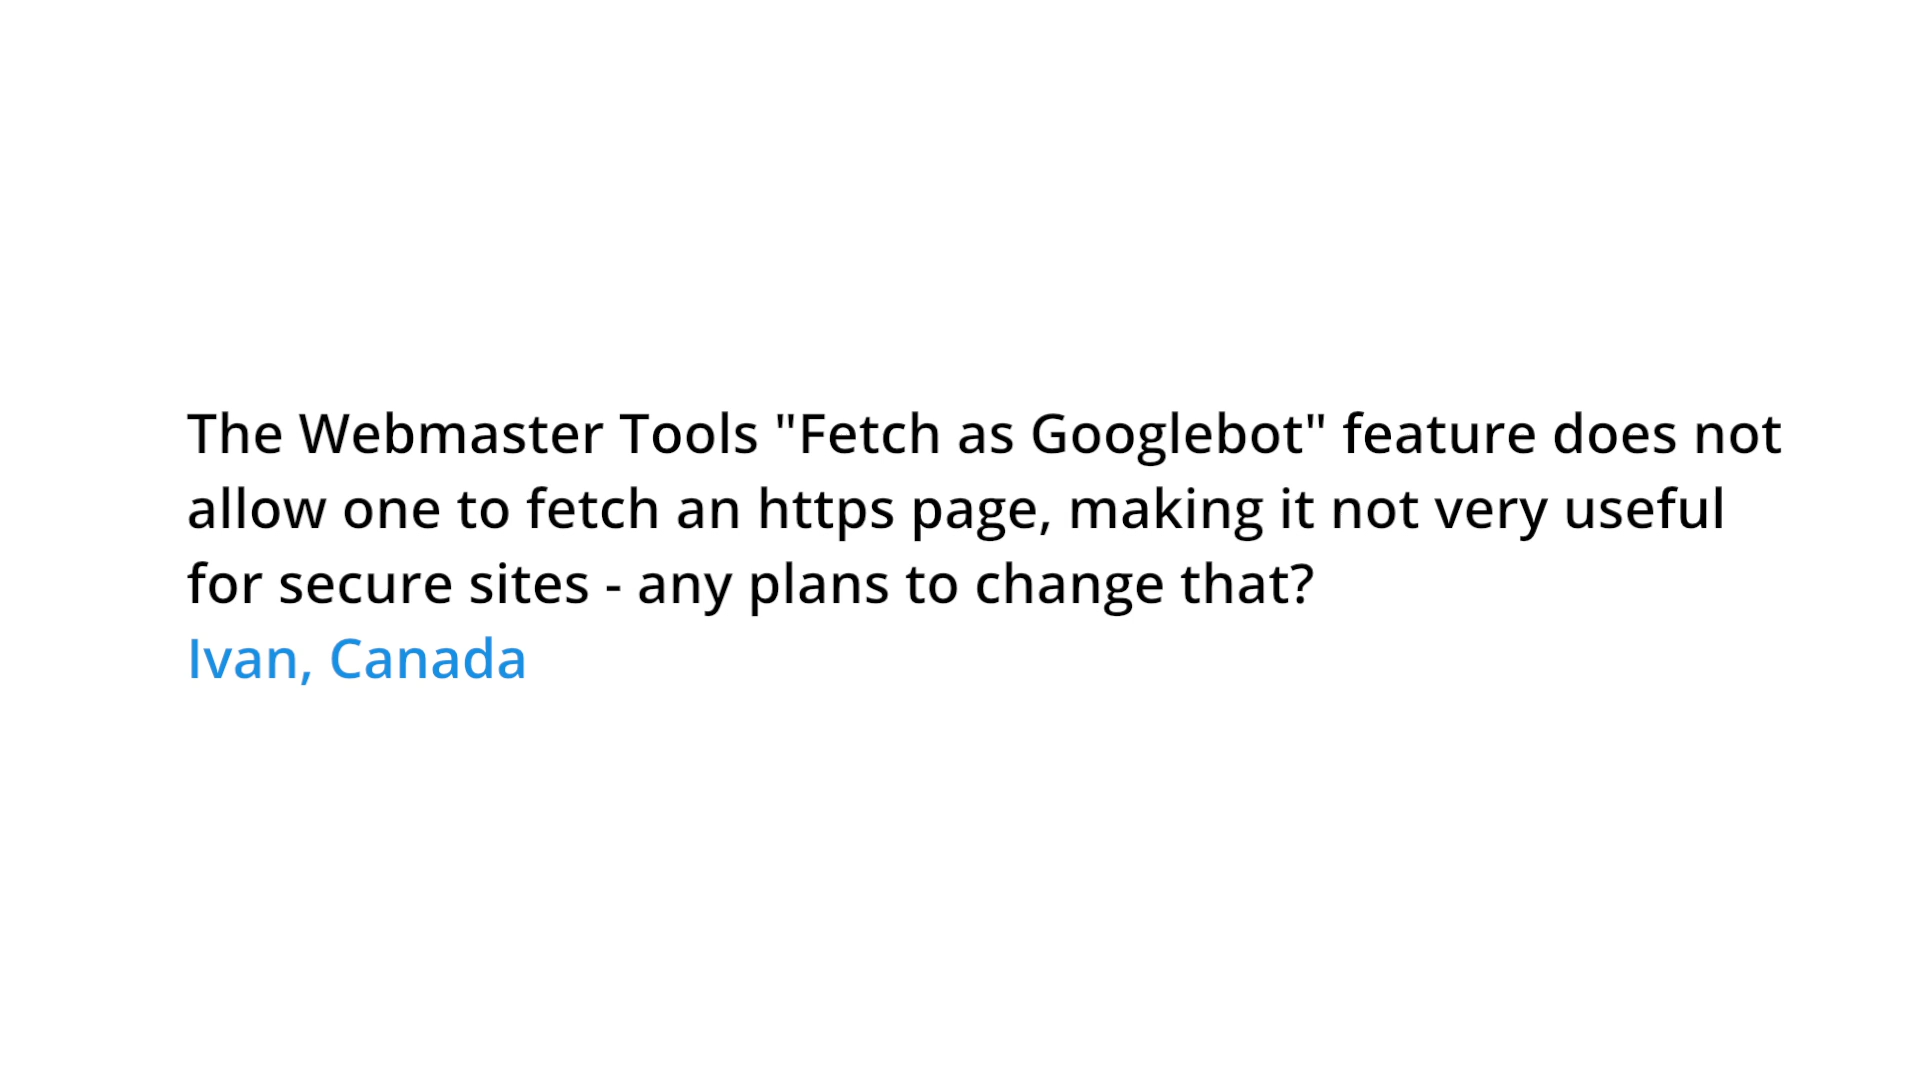 The Webmaster Tools "Fetch as Googlebot" feature does not
allow one to fetch an https page, making it not very useful
for secure sites - any plans to change that?
Ivan, Canada